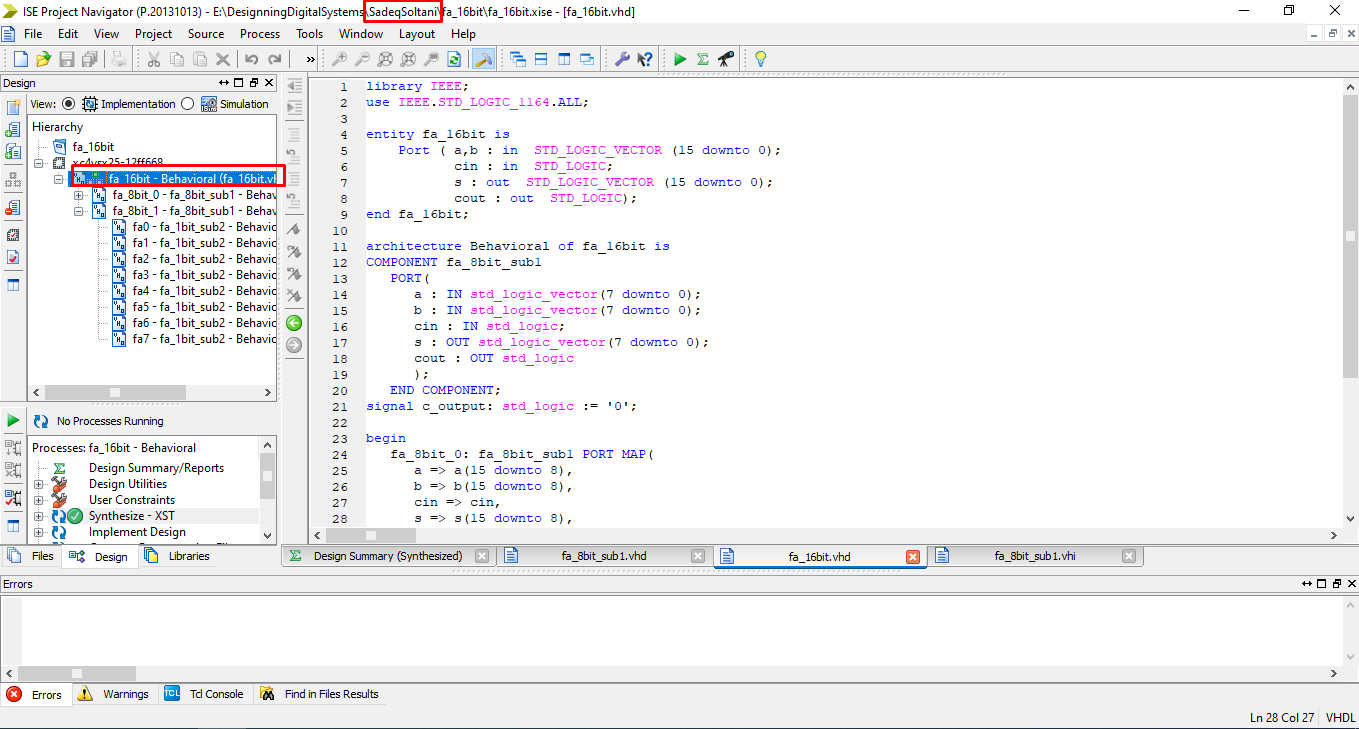 ISE Project Navigator (P.20131013) - E:\DesignningDigitalSystems\SadeqSoltani\fa_16bit\fa_16bit.xise - [fa_16bit.vhd]
File Edit View Project Source Process Tools Window Layout Help
»
Design
View: Implementation Simulation
Hierarchy
fa_16bit
xc4vsx25-12ff668
fa_16bit - Behavioral (fa_16bit.vh
fa_8bit_0 - fa_8bit_sub1 - Behav
fa_8bit_1 - fa_8bit_sub1 - Behav
fa0 - fa_1bit_sub2 - Behavio
fa1 - fa_1bit_sub2 - Behavio
fa2 - fa_1bit_sub2 - Behavio
fa3 - fa_1bit_sub2 - Behavio
fa4 - fa_1bit_sub2 - Behavio
fa5 - fa_1bit_sub2 - Behavio
fa6 - fa_1bit_sub2 - Behavio
fa7 - fa_1bit_sub2 - Behavio
No Processes Running
Processes: fa_16bit - Behavioral
Design Summary/Reports
Design Utilities
User Constraints
Synthesize - XST
Implement Design
Files Design Libraries
1 library IEEE;
2 use IEEE.STD_LOGIC_1164.ALL;
3
4 entity fa_16bit is
5 Port ( a,b : in STD_LOGIC_VECTOR (15 downto 0);
6 cin : in STD_LOGIC;
7 s : out STD_LOGIC_VECTOR (15 downto 0);
8 cout : out STD_LOGIC);
9 end fa_16bit;
10
11 architecture Behavioral of fa_16bit is
12 COMPONENT fa_8bit_sub1
13 PORT(
14 a : IN std_logic_vector(7 downto 0);
15 b : IN std_logic_vector(7 downto 0);
16 cin : IN std_logic;
17 s : OUT std_logic_vector(7 downto 0);
18 cout : OUT std_logic
19 );
20 END COMPONENT;
21 signal c_output: std_logic := '0';
22
23 begin
24 fa_8bit_0: fa_8bit_sub1 PORT MAP(
25 a => a(15 downto 8),
26 b => b(15 downto 8),
27 cin => cin,
28 s => s(15 downto 8),
Design Summary (Synthesized) fa_8bit_sub1.vhd fa_16bit.vhd fa_8bit_sub1.vhi
Errors
Errors Warnings Tcl Console Find in Files Results
Ln 28 Col 27 VHDL